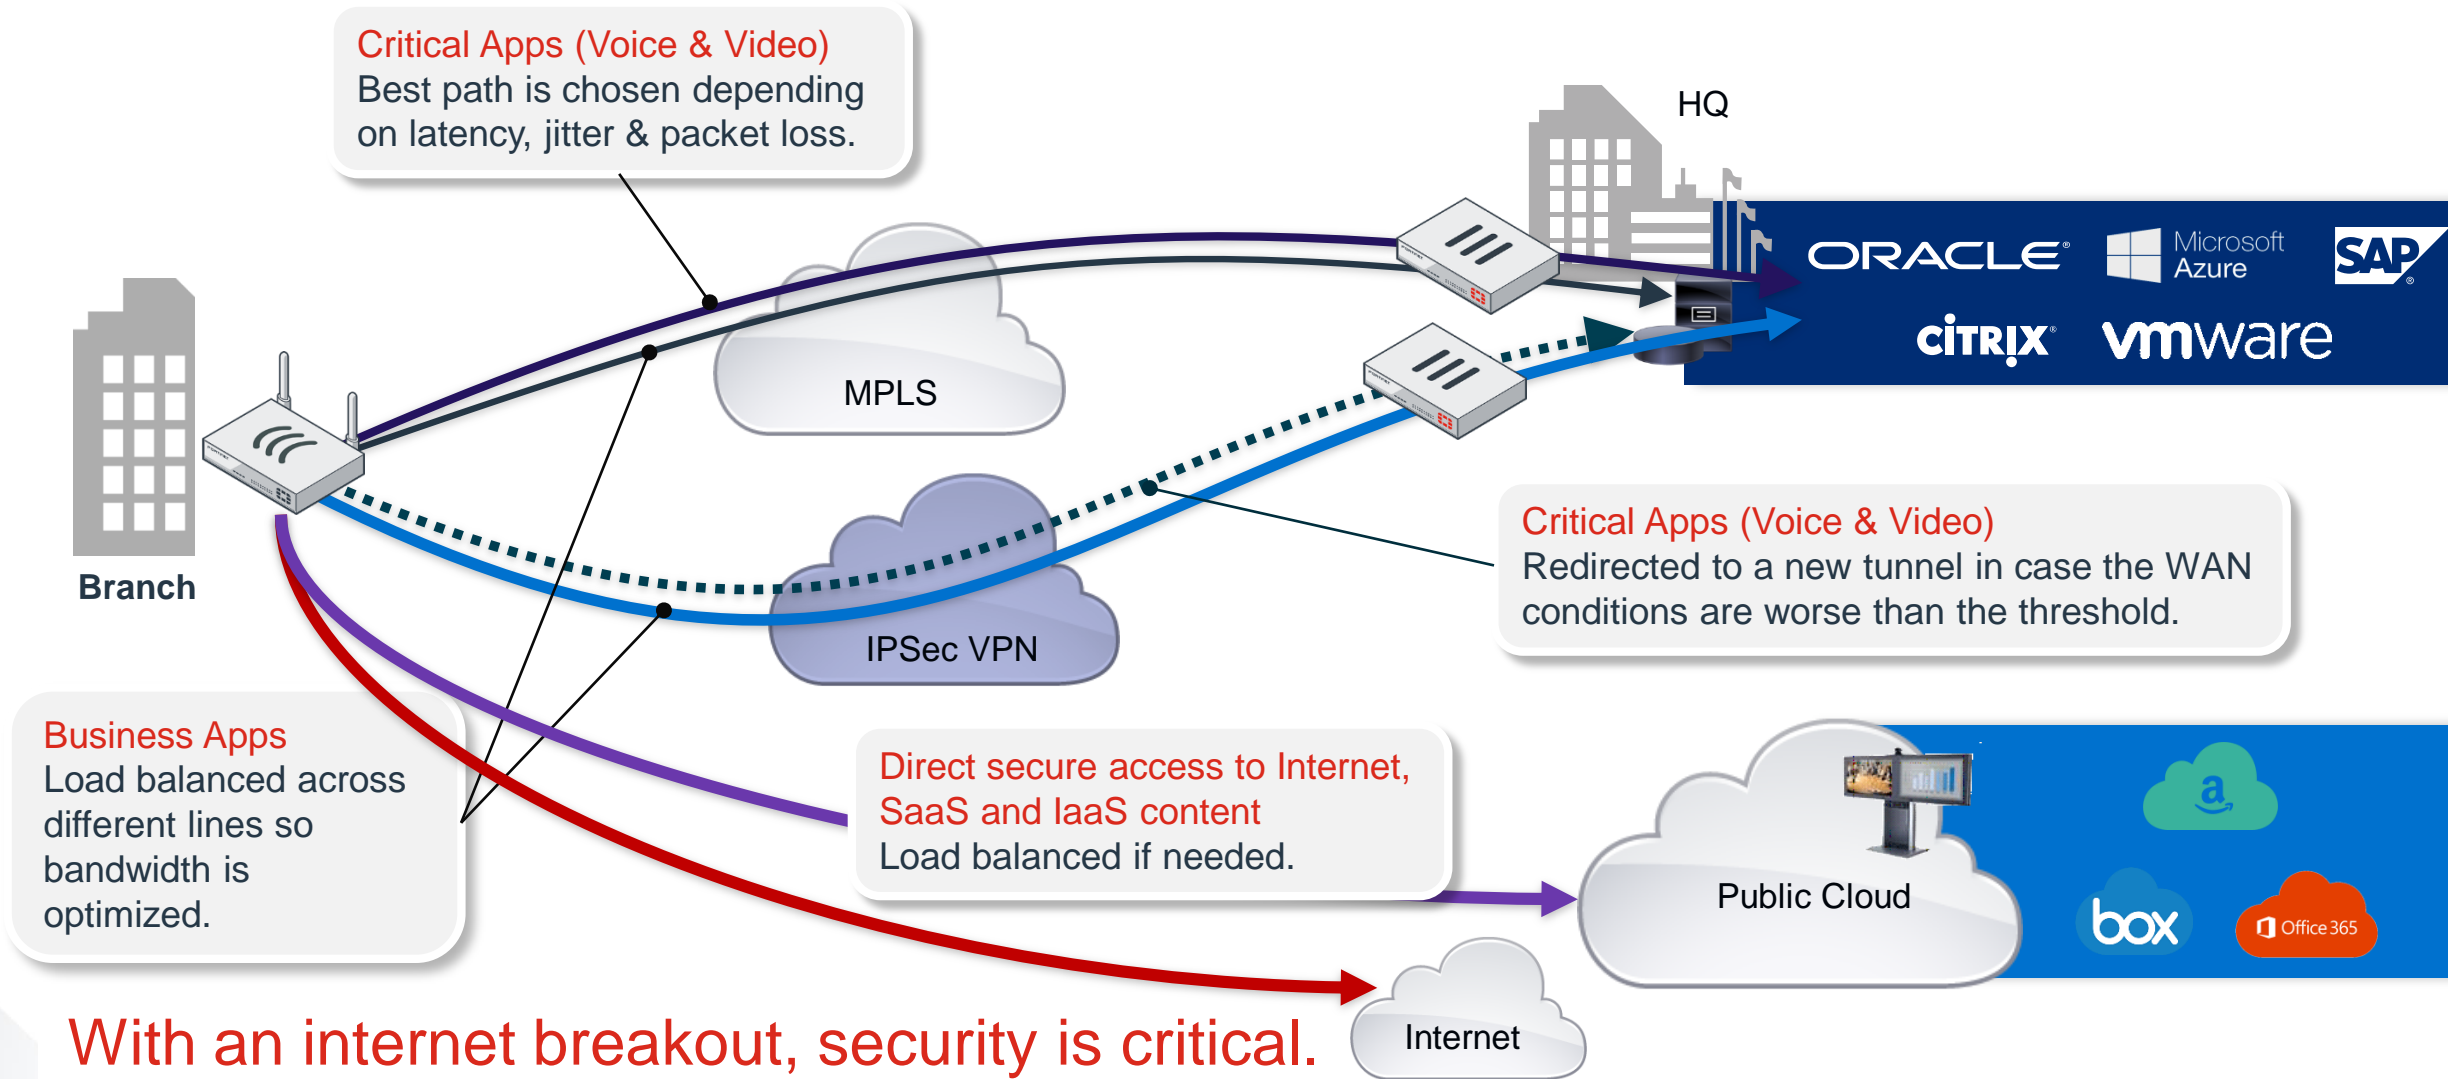 Critical Apps (Voice & Video)
Best path is chosen depending
on latency, jitter & packet loss.
HQ
ORACLE®
Microsoft
Azure
SAP®
CİTRIX®
vmware
MPLS
Branch
IPSec VPN
Critical Apps (Voice & Video)
Redirected to a new tunnel in case the WAN
conditions are worse than the threshold.
Business Apps
Load balanced across
different lines so
bandwidth is
optimized.
Direct secure access to Internet,
SaaS and IaaS content
Load balanced if needed.
Public Cloud
a
box
Office 365
Internet
With an internet breakout, security is critical.